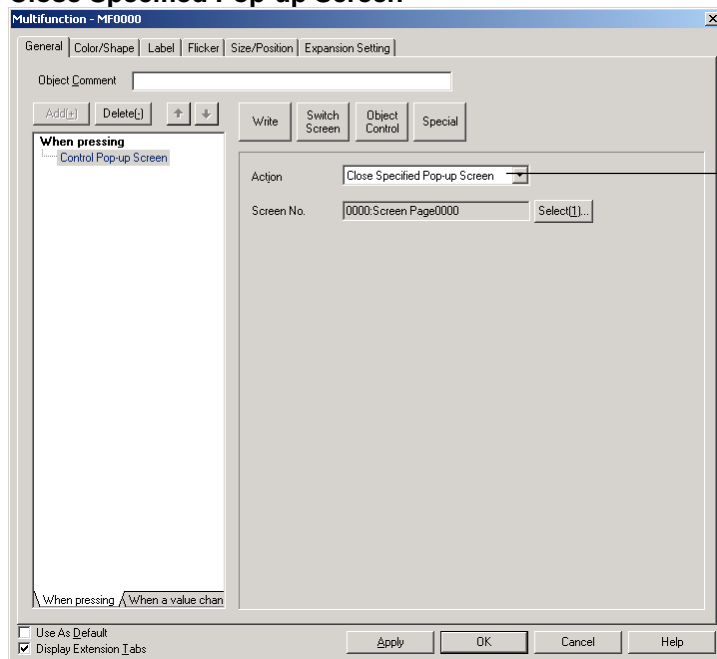 Close Specified Pop-up Screen
Multifunction - MF0000
General Color/Shape Label Flicker Size/Position Expansion Setting
Object Comment
Add(+) Delete(-)
Write Switch Screen Object Control Special
When pressing
Control Pop-up Screen
Action Close Specified Pop-up Screen
Screen No. 0000:Screen Page0000 Select(1)...
When pressing When a value chan
Use As Default
Display Extension Tabs
Apply OK Cancel Help